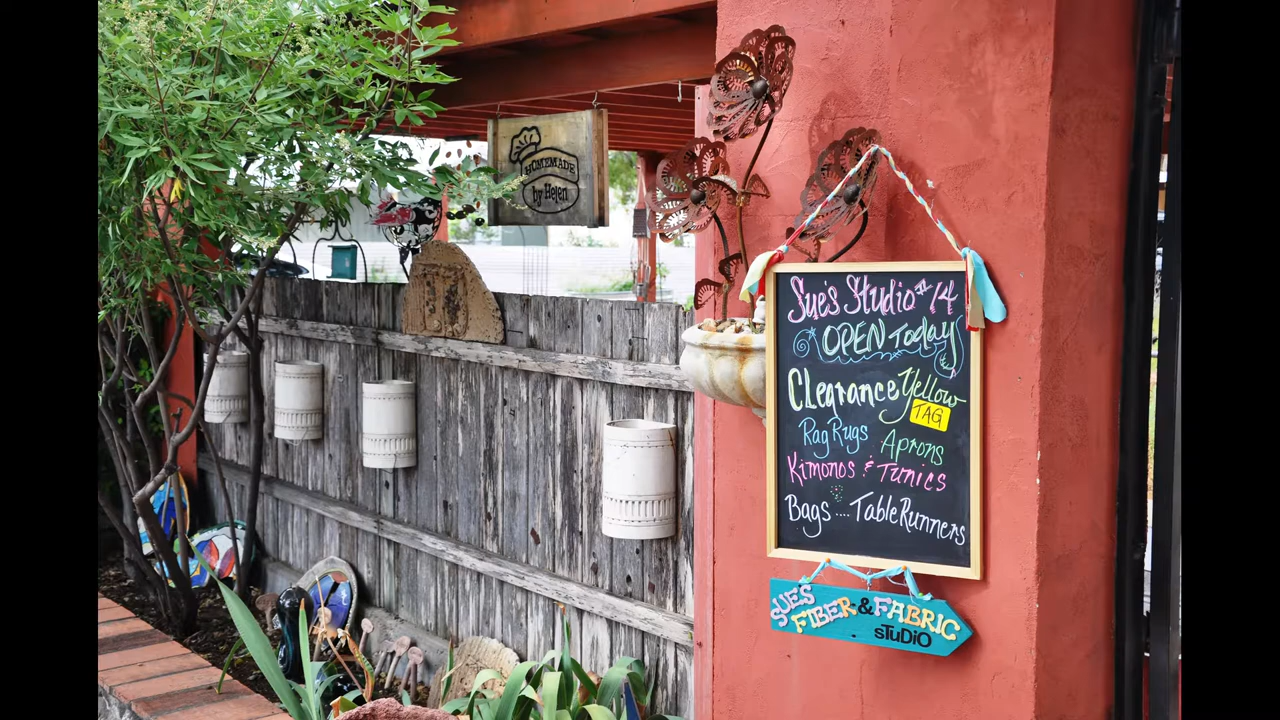 HOMEMADE
by Helen
Sue's Studio #14
OPEN Today
Clearance Yellow
TAG
Rag Rugs Aprons
Kimonos & Tunics
Bags .... Table Runners
SUES
FIBER & FABRIC
STUDIO